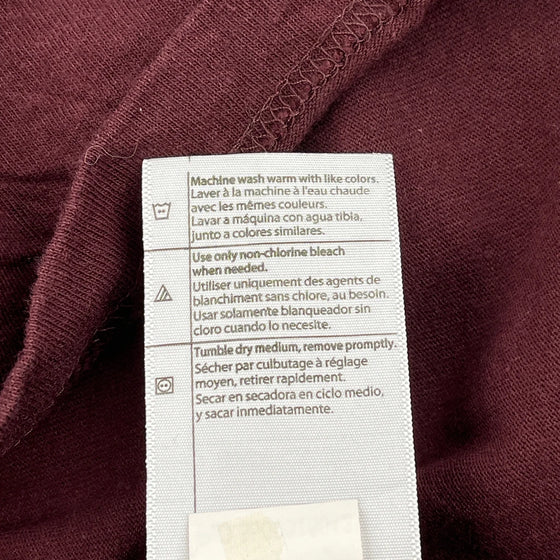 Machine wash warm with like colors.
Laver à la machine à l'eau chaude
avec les mêmes couleurs.
Lavar a máquina con agua tibia,
junto a colores similares.
Use only non-chlorine bleach
when needed.
Utiliser uniquement des agents de
blanchiment sans chlore, au besoin.
Usar solamente blanqueador sin
cloro cuando lo necesite.
Tumble dry medium, remove promptly.
Sécher par culbutage à réglage
moyen, retirer rapidement.
Secar en secadora en ciclo medio,
y sacar inmediatamente.